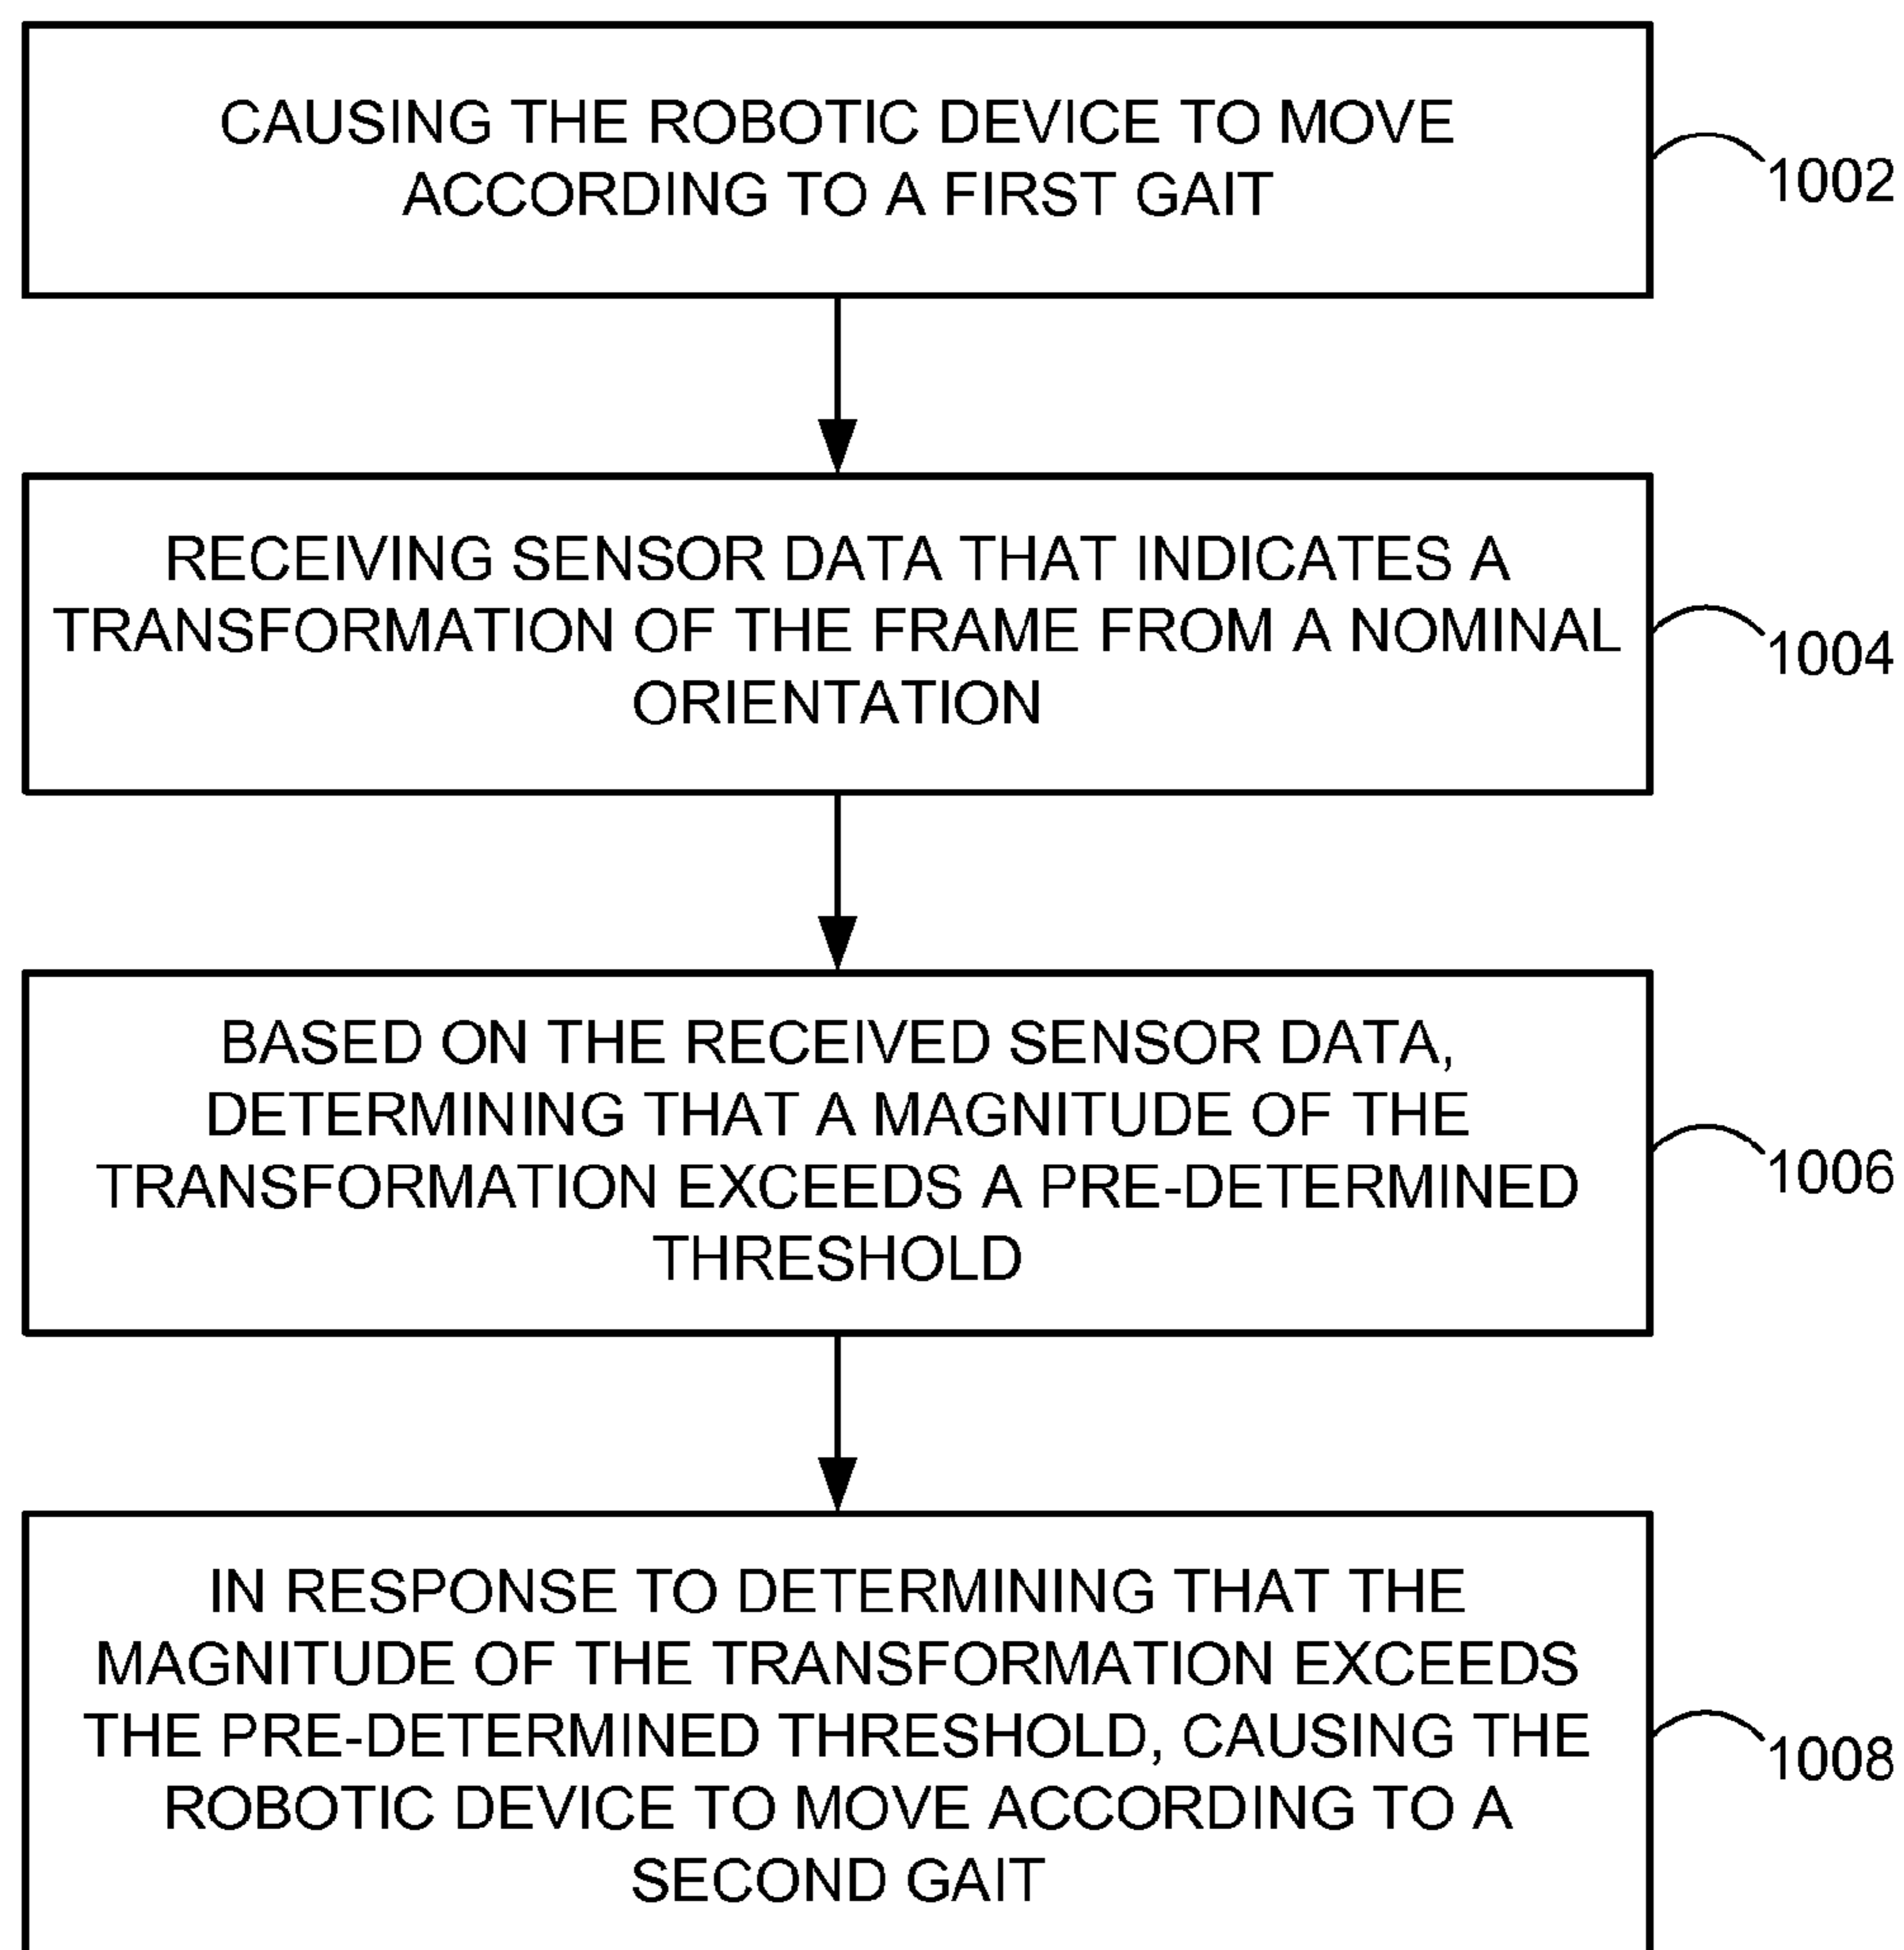 CAUSING THE ROBOTIC DEVICE TO MOVE
ACCORDING TO A FIRST GAIT
1002
RECEIVING SENSOR DATA THAT INDICATES A
TRANSFORMATION OF THE FRAME FROM A NOMINAL
ORIENTATION
1004
BASED ON THE RECEIVED SENSOR DATA,
DETERMINING THAT A MAGNITUDE OF THE
TRANSFORMATION EXCEEDS A PRE-DETERMINED
THRESHOLD
1006
IN RESPONSE TO DETERMINING THAT THE
MAGNITUDE OF THE TRANSFORMATION EXCEEDS
THE PRE-DETERMINED THRESHOLD, CAUSING THE
ROBOTIC DEVICE TO MOVE ACCORDING TO A
SECOND GAIT
1008